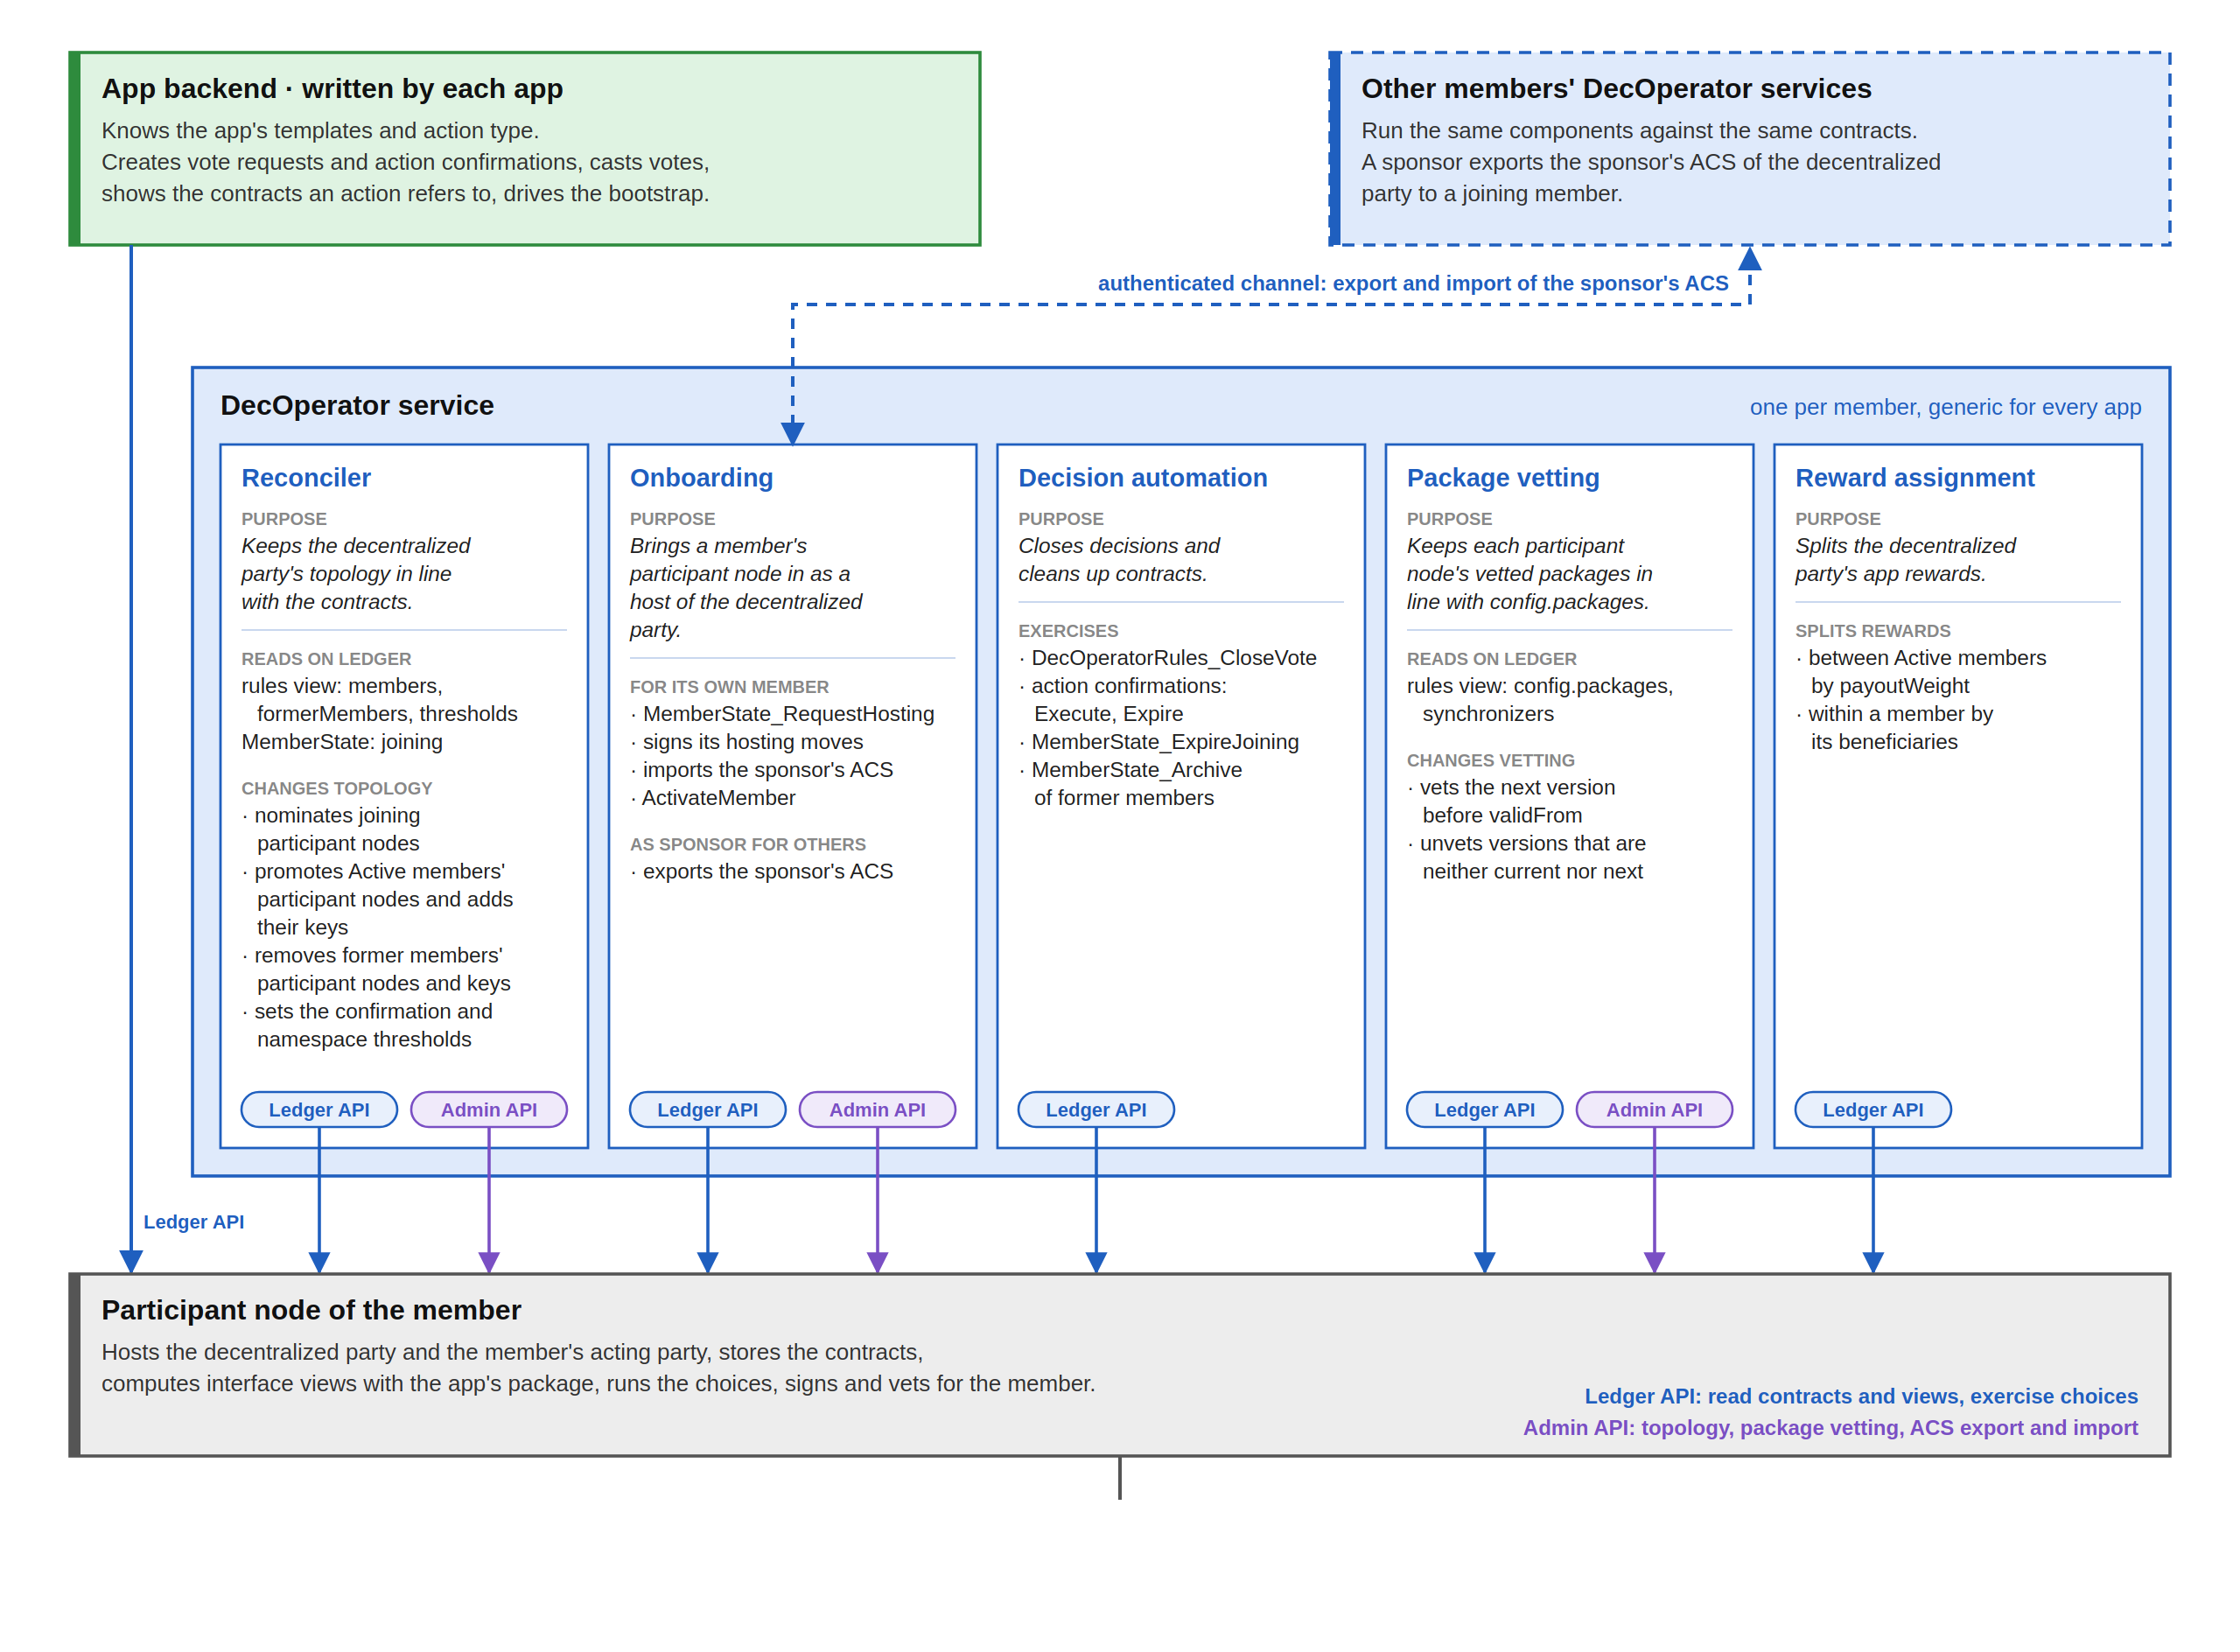 App backend · written by each app
Knows the app's templates and action type.
Creates vote requests and action confirmations, casts votes,
shows the contracts an action refers to, drives the bootstrap.
Other members' DecOperator services
Run the same components against the same contracts.
A sponsor exports the sponsor's ACS of the decentralized
party to a joining member.
authenticated channel: export and import of the sponsor's ACS
DecOperator service
one per member, generic for every app
Reconciler
PURPOSE
Keeps the decentralized
party's topology in line
with the contracts.
READS ON LEDGER
rules view: members,
formerMembers, thresholds
MemberState: joining
CHANGES TOPOLOGY
· nominates joining
participant nodes
· promotes Active members'
participant nodes and adds
their keys
· removes former members'
participant nodes and keys
· sets the confirmation and
namespace thresholds
Ledger API
Admin API
Onboarding
PURPOSE
Brings a member's
participant node in as a
host of the decentralized
party.
FOR ITS OWN MEMBER
· MemberState_RequestHosting
· signs its hosting moves
· imports the sponsor's ACS
· ActivateMember
AS SPONSOR FOR OTHERS
· exports the sponsor's ACS
Ledger API
Admin API
Decision automation
PURPOSE
Closes decisions and
cleans up contracts.
EXERCISES
· DecOperatorRules_CloseVote
· action confirmations:
Execute, Expire
· MemberState_ExpireJoining
· MemberState_Archive
of former members
Ledger API
Package vetting
PURPOSE
Keeps each participant
node's vetted packages in
line with config.packages.
READS ON LEDGER
rules view: config.packages,
synchronizers
CHANGES VETTING
· vets the next version
before validFrom
· unvets versions that are
neither current nor next
Ledger API
Admin API
Reward assignment
PURPOSE
Splits the decentralized
party's app rewards.
SPLITS REWARDS
· between Active members
by payoutWeight
· within a member by
its beneficiaries
Ledger API
Ledger API
Participant node of the member
Hosts the decentralized party and the member's acting party, stores the contracts,
computes interface views with the app's package, runs the choices, signs and vets for the member.
Ledger API: read contracts and views, exercise choices
Admin API: topology, package vetting, ACS export and import